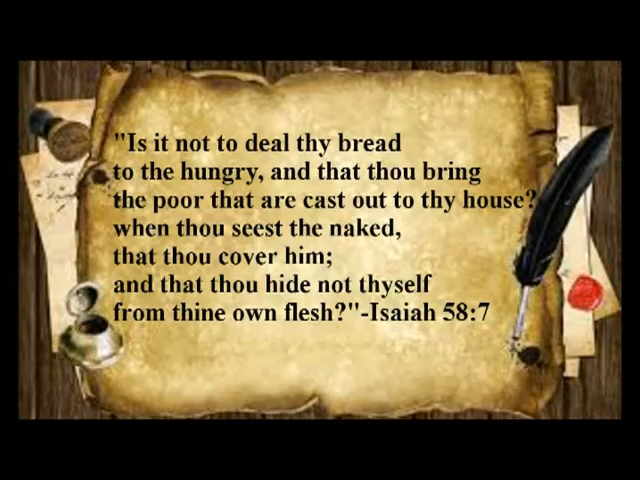 "Is it not to deal thy bread
to the hungry, and that thou bring
the poor that are cast out to thy house?
when thou seest the naked,
that thou cover him;
and that thou hide not thyself
from thine own flesh?"-Isaiah 58:7